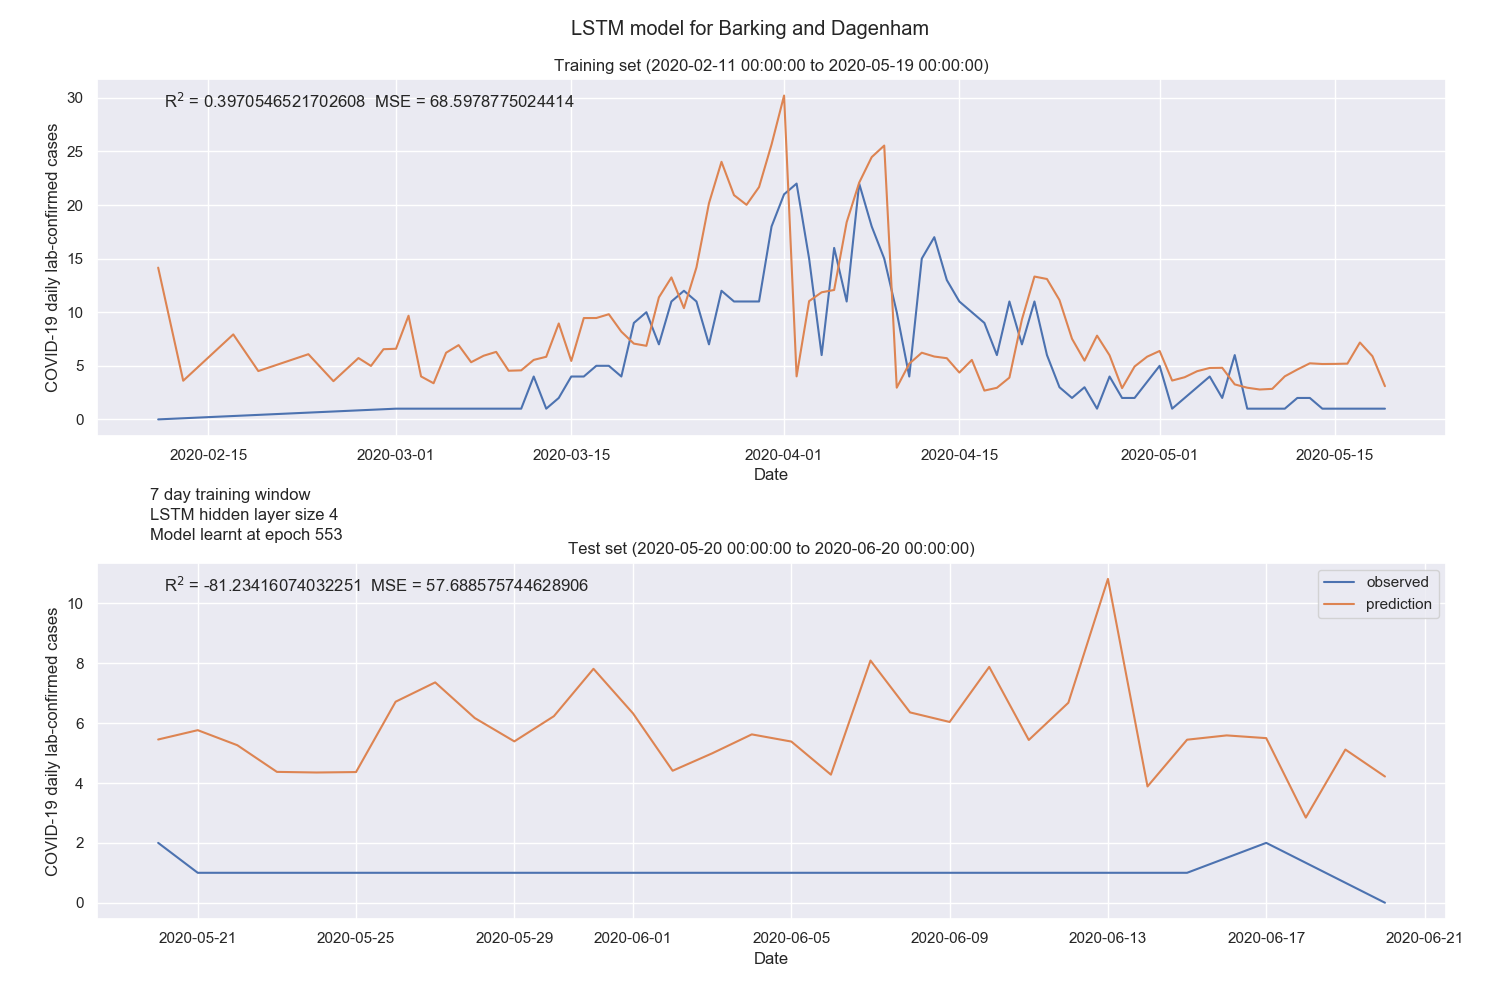 LSTM model for Barking and Dagenham
Training set (2020-02-11 00:00:00 to 2020-05-19 00:00:00)
R² = 0.3970546521702608 MSE = 68.5978775024414
COVID-19 daily lab-confirmed cases
30
25
20
15
10
5
0
2020-02-15 2020-03-01 2020-03-15 2020-04-01 2020-04-15 2020-05-01 2020-05-15
Date
7 day training window
LSTM hidden layer size 4
Model learnt at epoch 553
Test set (2020-05-20 00:00:00 to 2020-06-20 00:00:00)
R² = -81.23416074032251 MSE = 57.688575744628906
observed
prediction
COVID-19 daily lab-confirmed cases
10
8
6
4
2
0
2020-05-21 2020-05-25 2020-05-29 2020-06-01 2020-06-05 2020-06-09 2020-06-13 2020-06-17 2020-06-21
Date